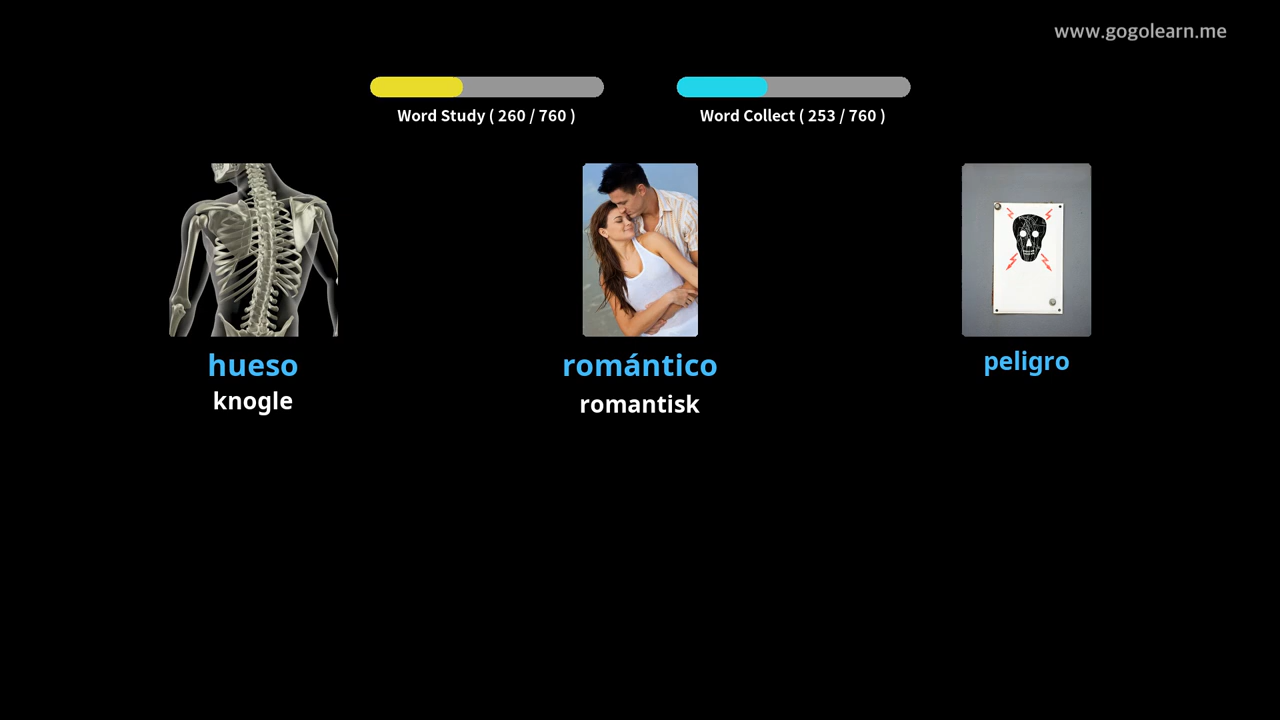 www.gogolearn.me
Word Study ( 260 / 760 )
Word Collect ( 253 / 760 )
hueso
knogle
romántico
romantisk
peligro